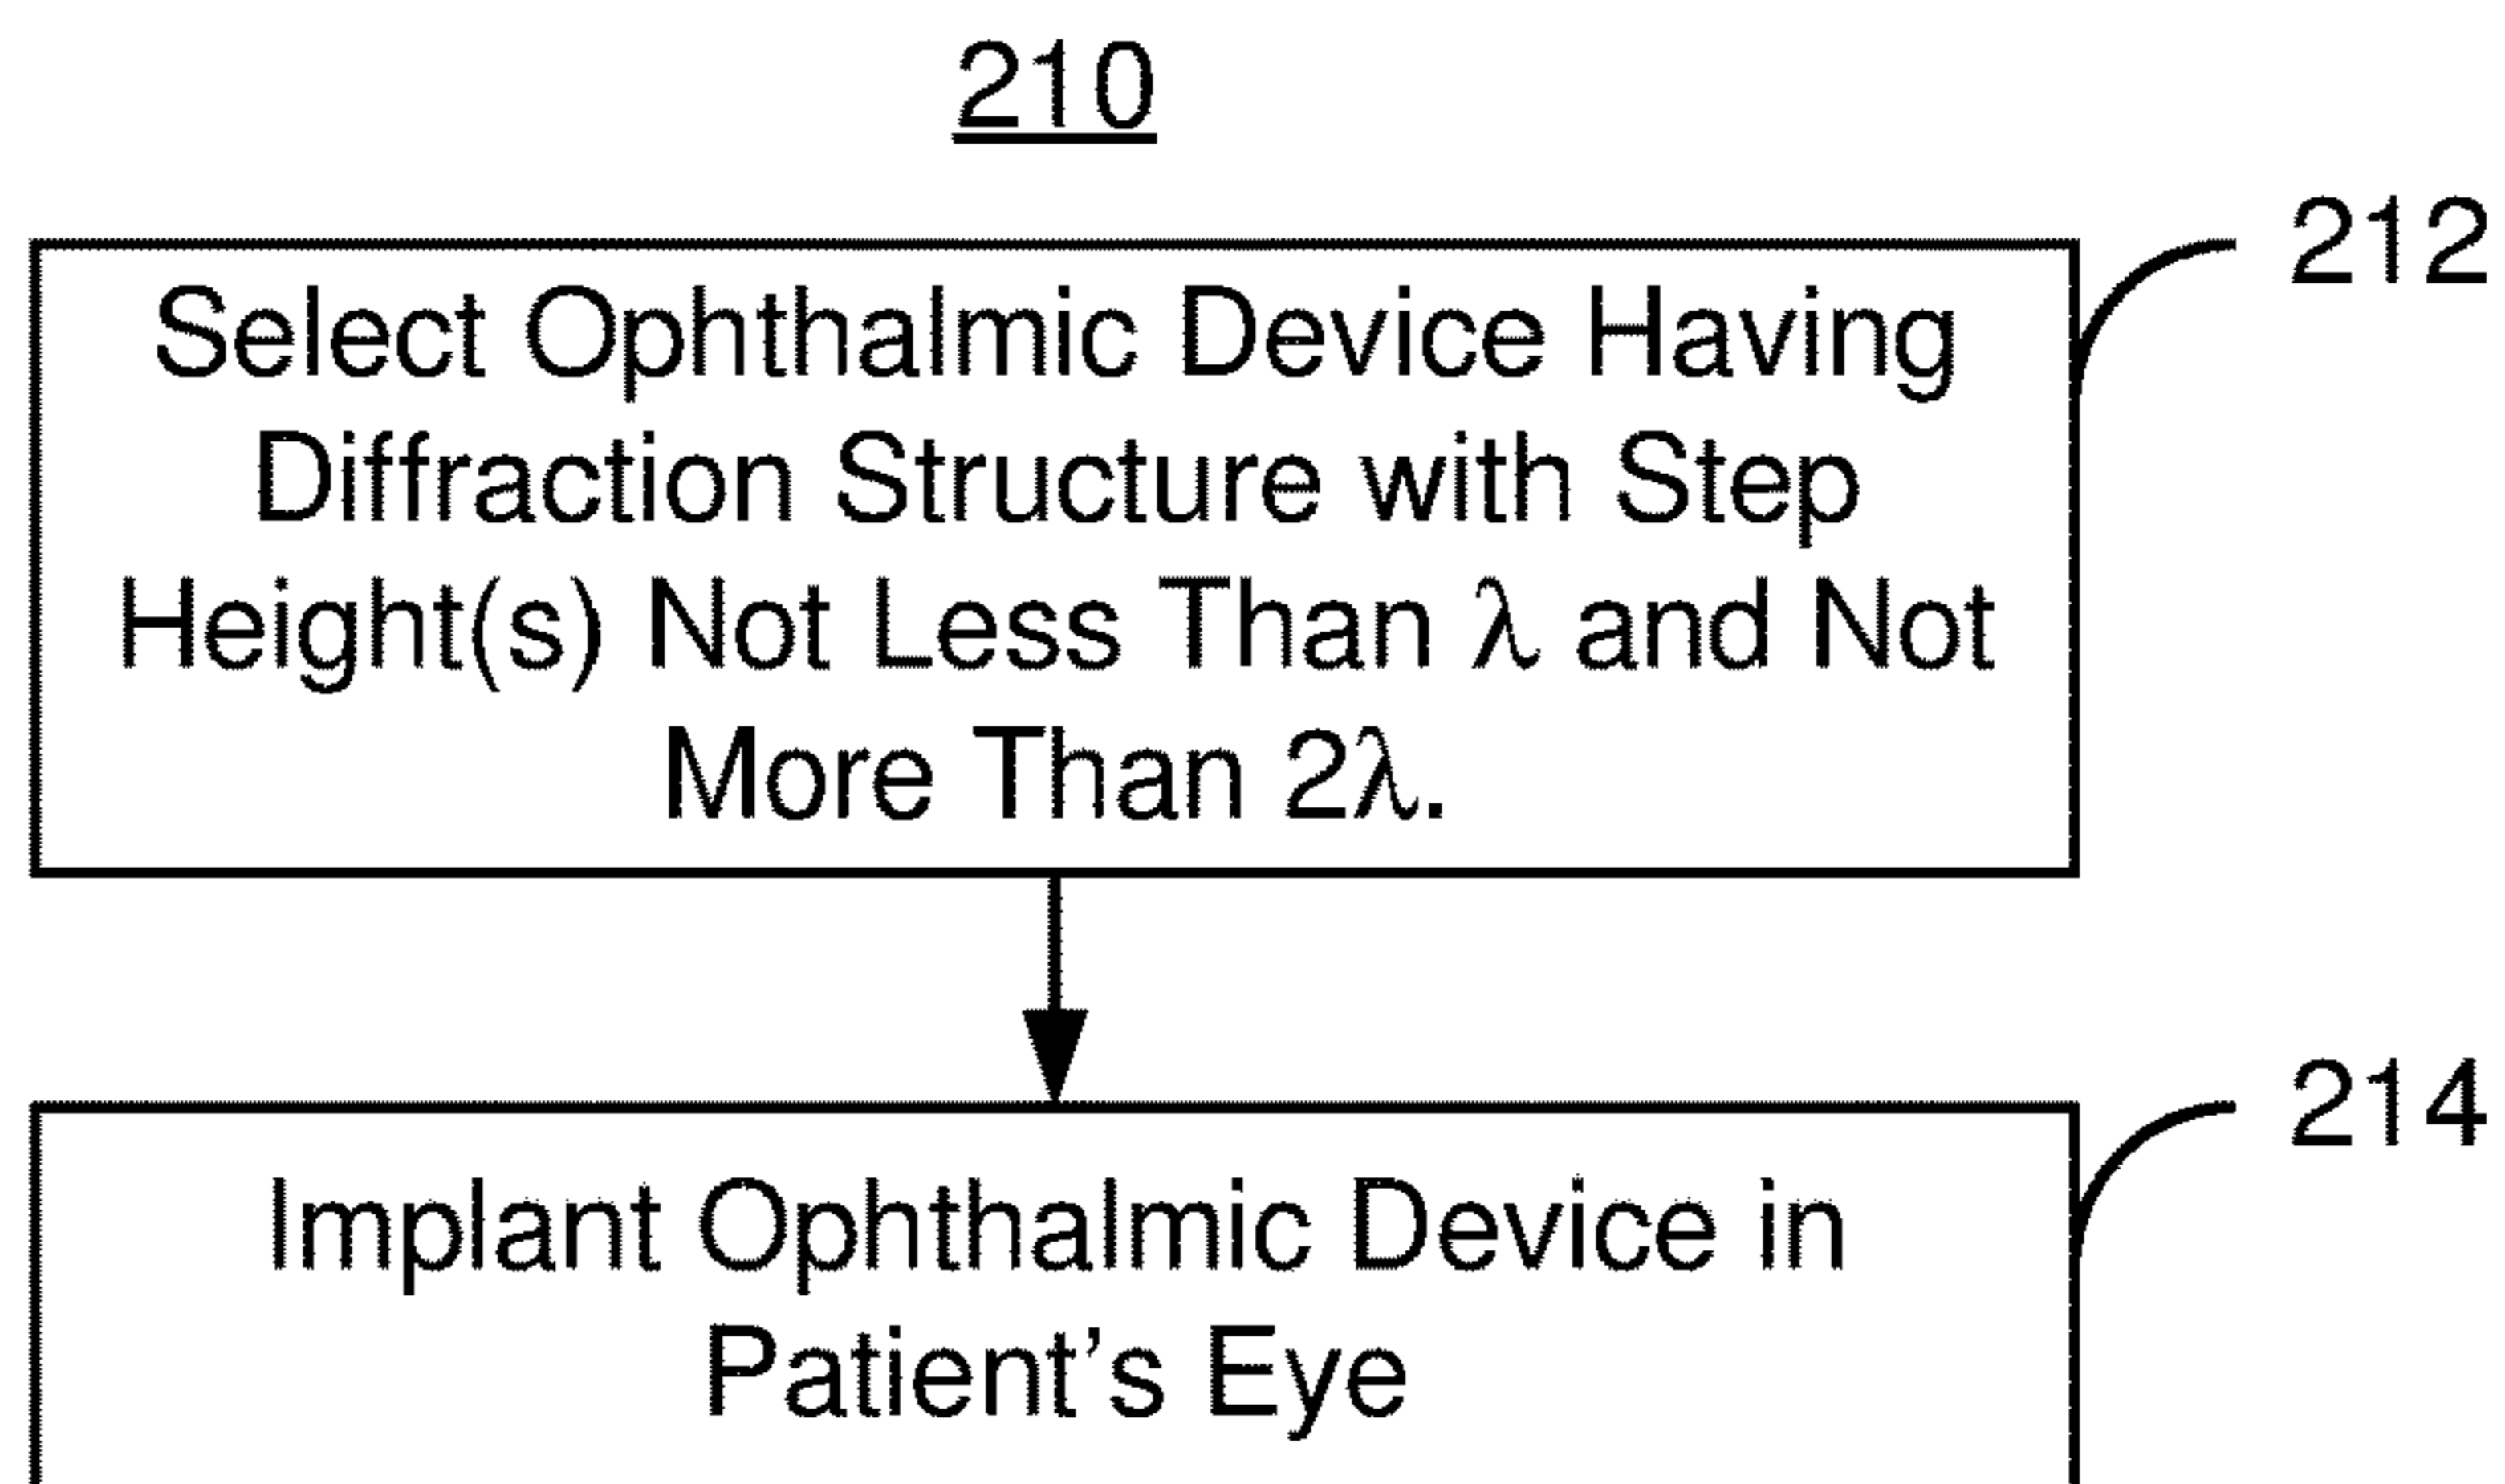 210
212
Select Ophthalmic Device Having
Diffraction Structure with Step
Height(s) Not Less Than λ and Not
More Than 2λ.
214
Implant Ophthalmic Device in
Patient's Eye